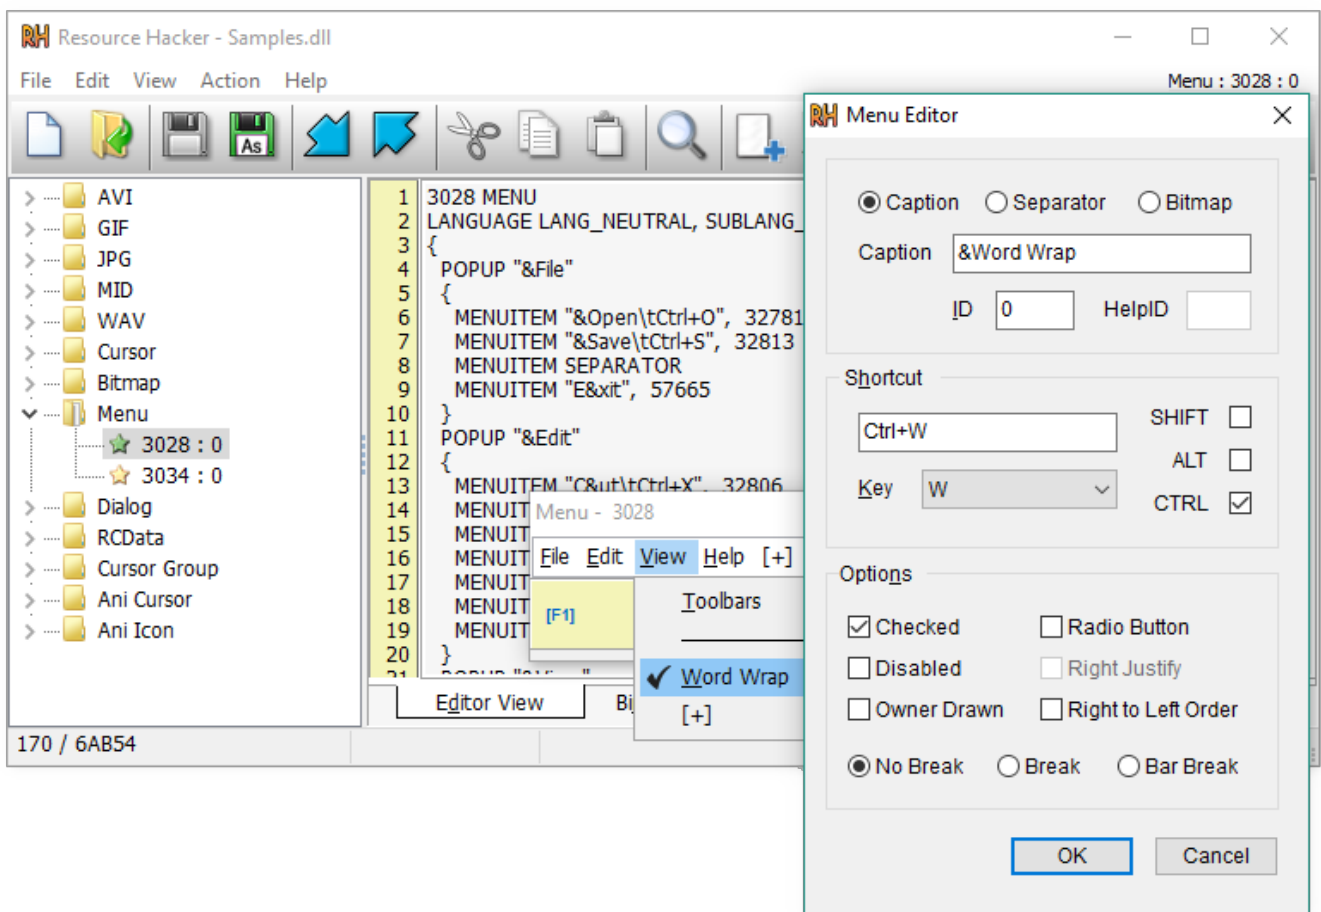 RH Resource Hacker - Samples.dll
File Edit View Action Help
Menu : 3028 : 0
As
AVI
GIF
JPG
MID
WAV
Cursor
Bitmap
Menu
3028 : 0
3034 : 0
Dialog
RCData
Cursor Group
Ani Cursor
Ani Icon
1 3028 MENU
2 LANGUAGE LANG_NEUTRAL, SUBLANG_
3 {
4 POPUP "&File"
5 {
6 MENUITEM "&Open\tCtrl+O", 32781
7 MENUITEM "&Save\tCtrl+S", 32813
8 MENUITEM SEPARATOR
9 MENUITEM "E&xit", 57665
10 }
11 POPUP "&Edit"
12 {
13 MENUITEM "C&ut\tCtrl+X", 32806
14 MENUIT
15 MENUIT
16 MENUIT
17 MENUIT
18 MENUIT
19 MENUIT
20 }
21 POPUP "&View"
Menu - 3028
File Edit View Help [+]
[F1]
Toolbars
Word Wrap
[+]
Editor View Bi
170 / 6AB54
RH Menu Editor
Caption Separator Bitmap
Caption &Word Wrap
ID 0 HelpID
Shortcut
Ctrl+W
SHIFT
ALT
Key W
CTRL
Options
Checked Radio Button
Disabled Right Justify
Owner Drawn Right to Left Order
No Break Break Bar Break
OK Cancel